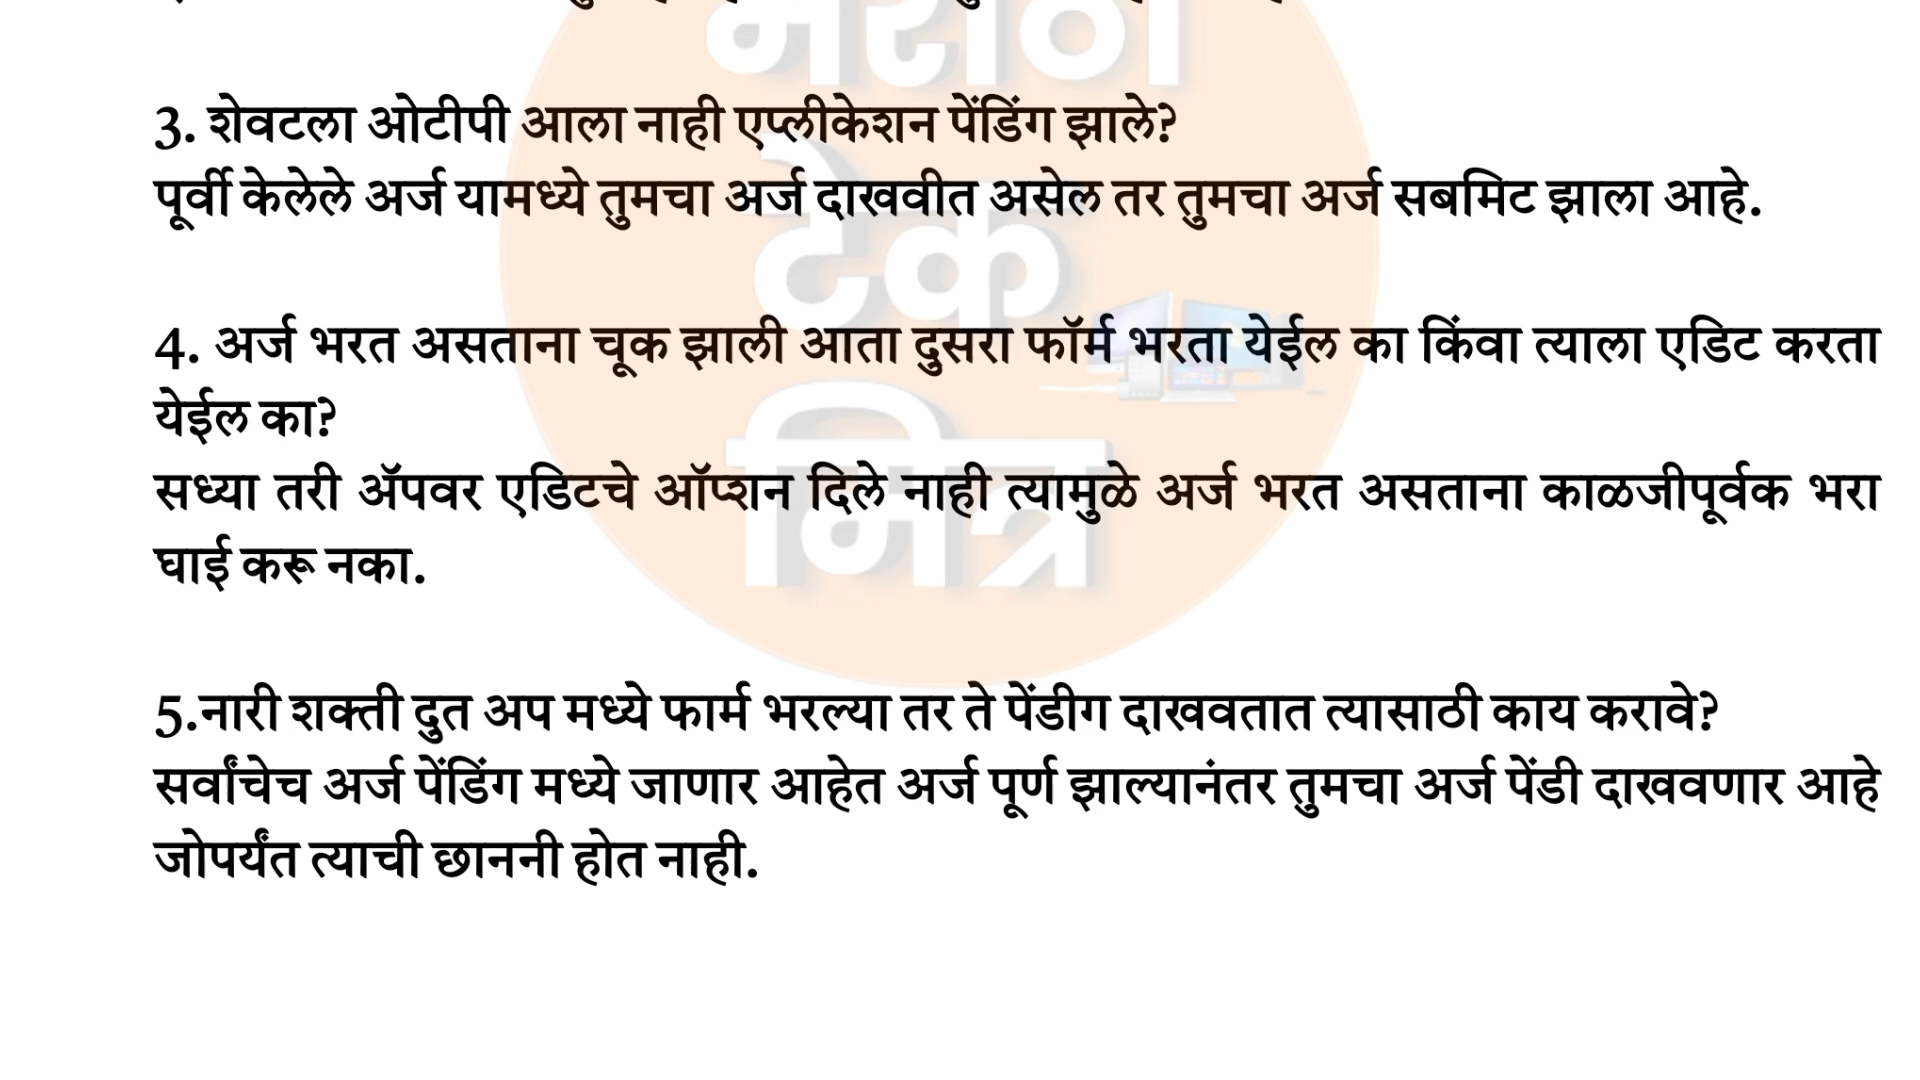 मराठी
3. शेवटला ओटीपी आला नाही एप्लीकेशन पेंडिंग झाले?
पूर्वी केलेले अर्ज यामध्ये तुमचा अर्ज दाखवीत असेल तर तुमचा अर्ज सबमिट झाला आहे.
टेक
4. अर्ज भरत असताना चूक झाली आता दुसरा फॉर्म भरता येईल का किंवा त्याला एडिट करता
येईल का?
सध्या तरी ॲपवर एडिटचे ऑप्शन दिले नाही त्यामुळे अर्ज भरत असताना काळजीपूर्वक भरा
मित्र
घाई करू नका.
5.नारी शक्ती दुत अप मध्ये फार्म भरल्या तर ते पेंडीग दाखवतात त्यासाठी काय करावे?
सर्वांचेच अर्ज पेंडिंग मध्ये जाणार आहेत अर्ज पूर्ण झाल्यानंतर तुमचा अर्ज पेंडी दाखवणार आहे
जोपर्यंत त्याची छाननी होत नाही.